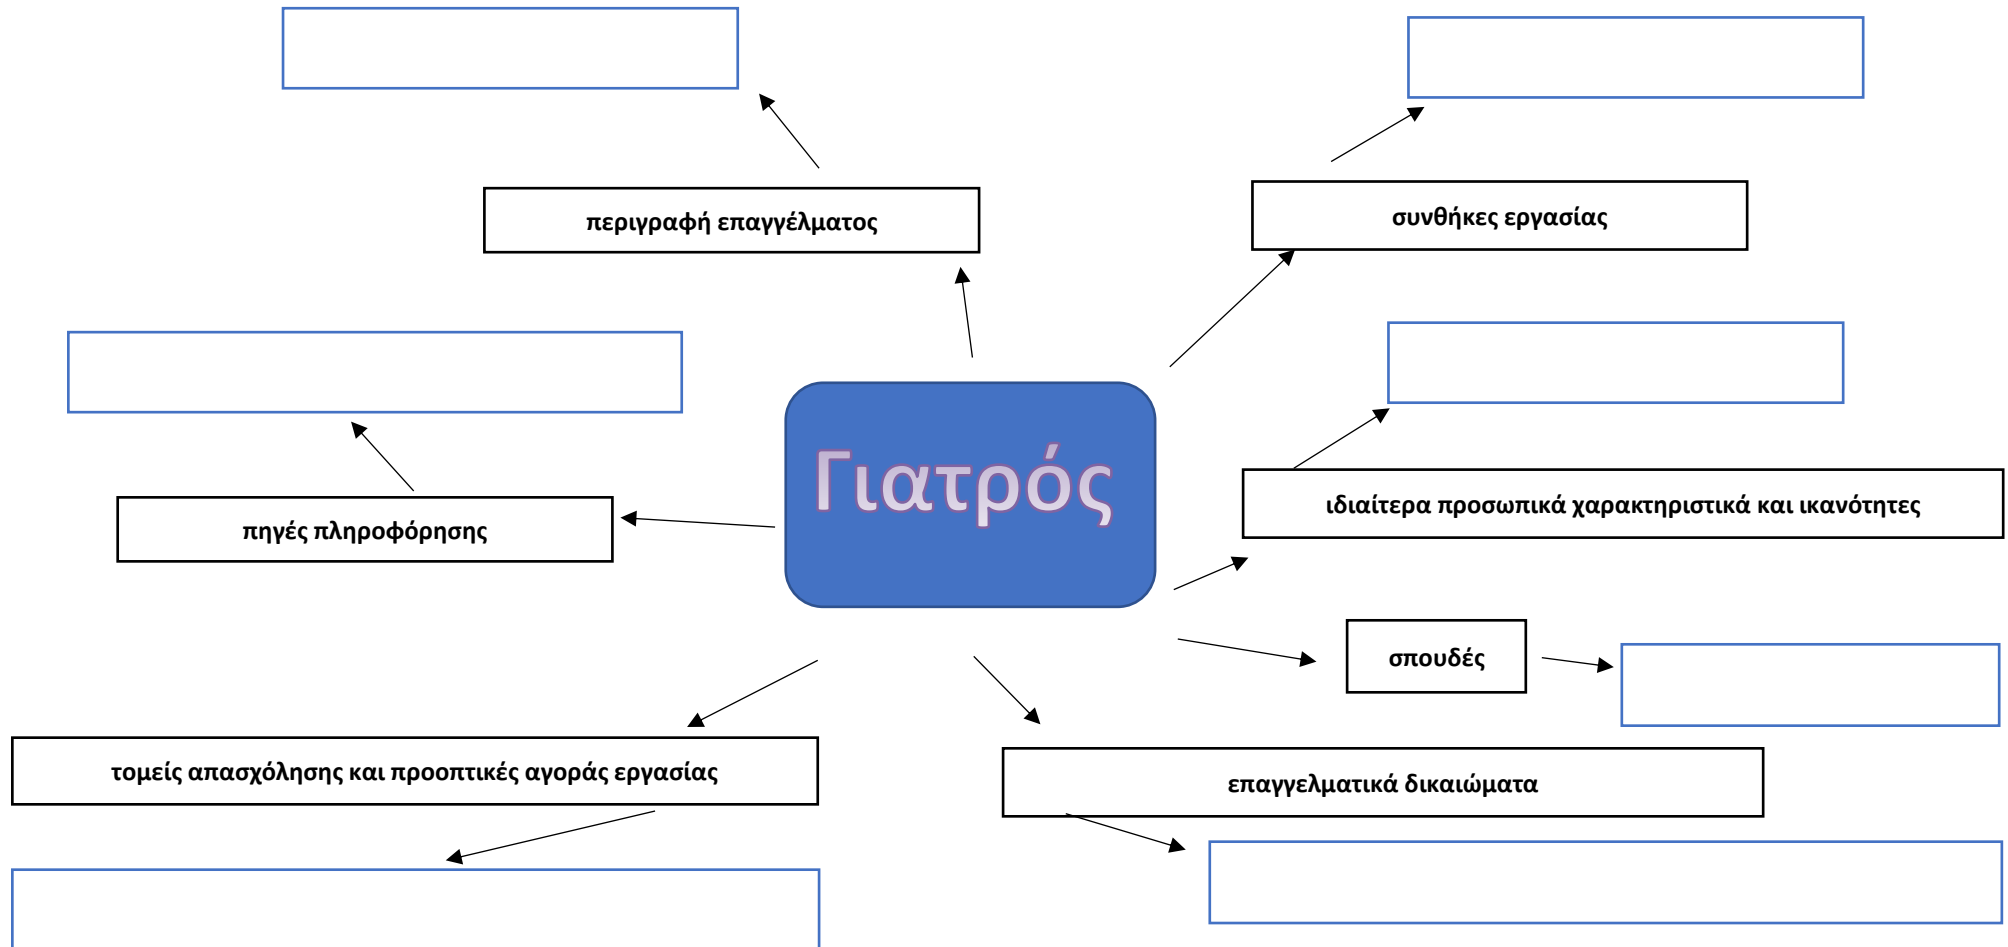 περιγραφή επαγγέλματος
συνθήκες εργασίας
Γιατρός
ιδιαίτερα προσωπικά χαρακτηριστικά και ικανότητες
πηγές πληροφόρησης
σπουδές
τομείς απασχόλησης και προοπτικές αγοράς εργασίας
επαγγελματικά δικαιώματα